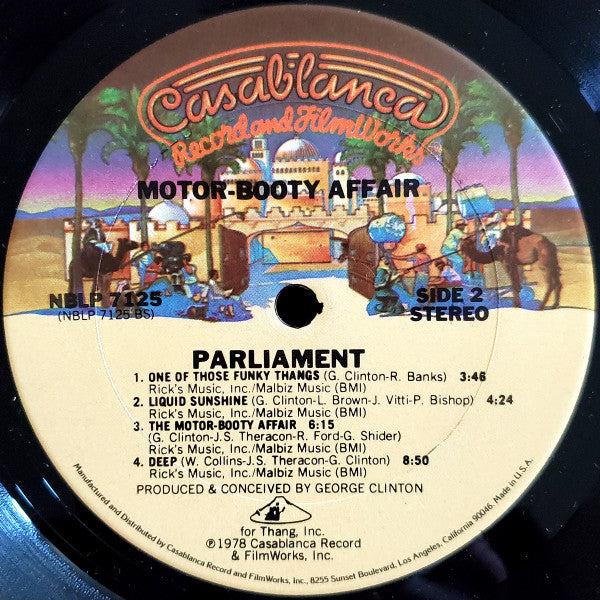 Casablanca
Record and FilmWorks
MOTOR-BOOTY AFFAIR
NBLP 7125
(NBLP 7125 BS)
SIDE 2
STEREO
PARLIAMENT
1. ONE OF THOSE FUNKY THANGS (G. Clinton-R. Banks) 3:46
Rick's Music, Inc./Malbiz Music (BMI)
2. LIQUID SUNSHINE (G. Clinton-L. Brown-J. Vitti-P. Bishop) 4:24
Rick's Music, Inc./Malbiz Music (BMI)
3. THE MOTOR-BOOTY AFFAIR 6:15
(G. Clinton-J.S. Theracon-R. Ford-G. Shider)
Rick's Music, Inc./Malbiz Music (BMI)
4. DEEP (W. Collins-J.S. Theracon-G. Clinton) 8:50
Rick's Music, Inc./Malbiz Music (BMI)
PRODUCED & CONCEIVED BY GEORGE CLINTON
for Thang, Inc.
℗1978 Casablanca Record
& FilmWorks, Inc.
Manufactured and Distributed by Casablanca Record and FilmWorks, Inc., 8255 Sunset Boulevard, Los Angeles, California 90046. Made in U.S.A.